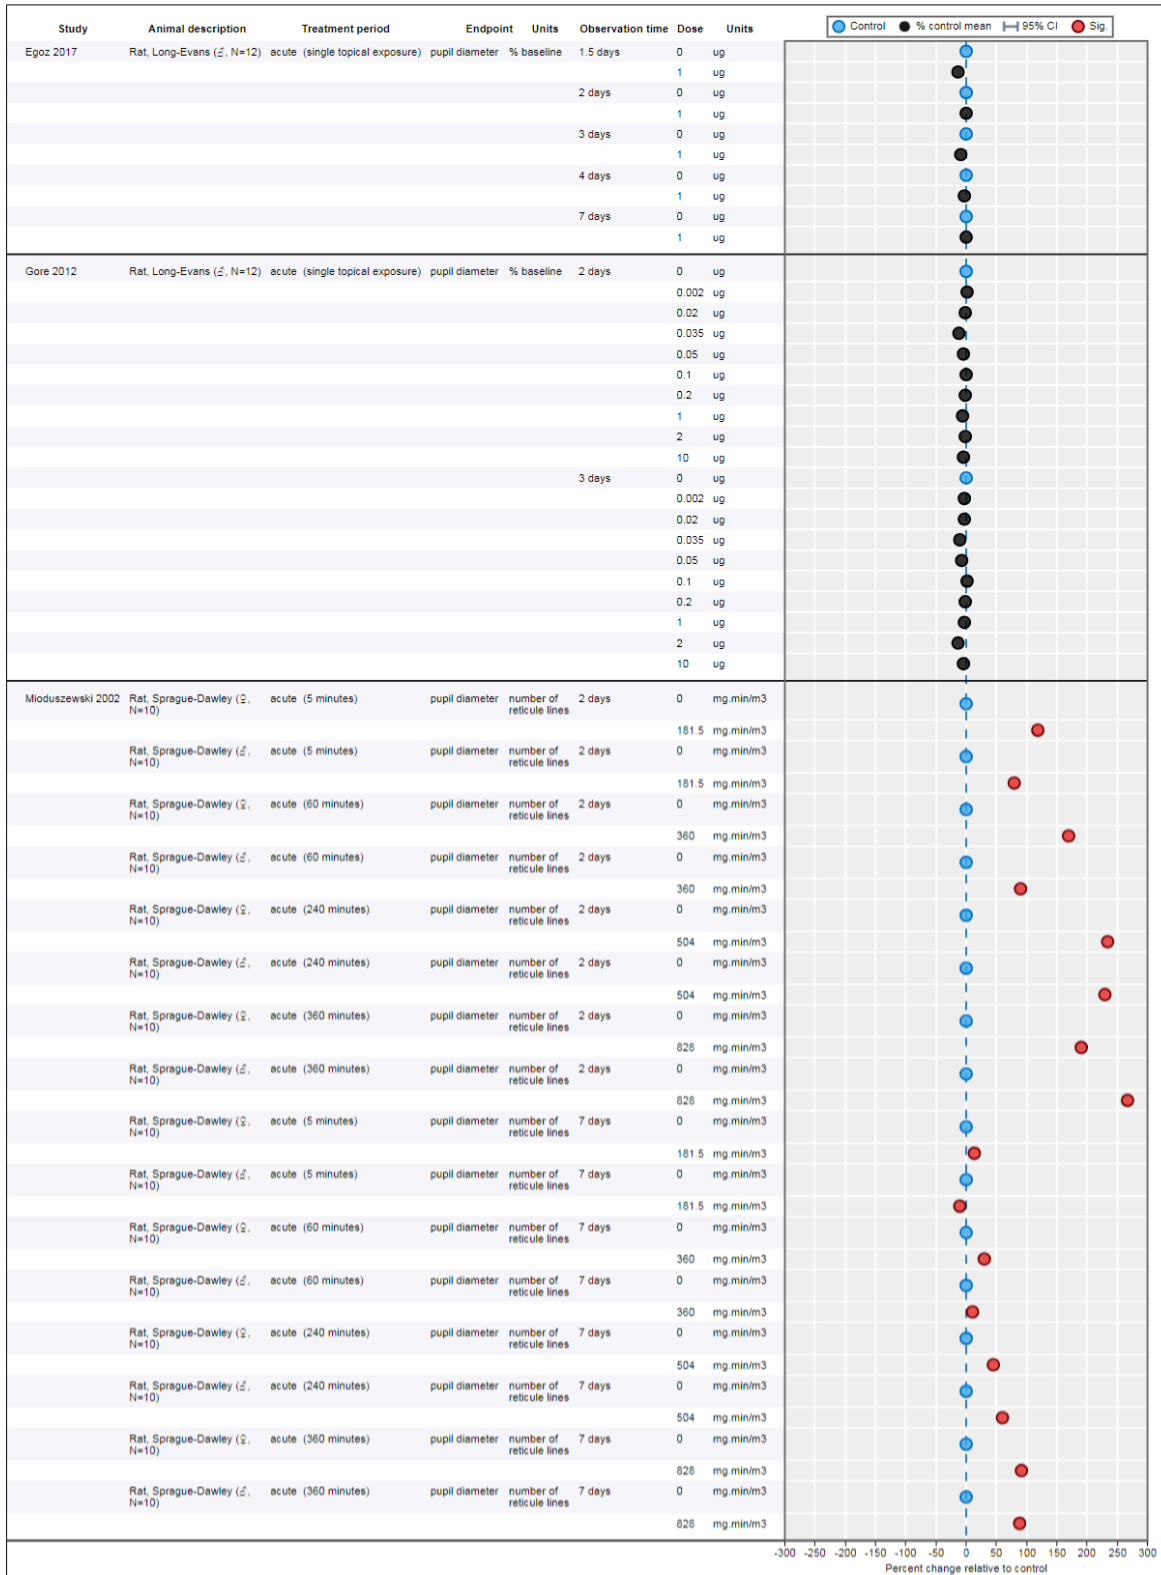 Control % control mean 95% CI Sig.
Study Animal description Treatment period Endpoint Units Observation time Dose Units
Egoz 2017 Rat, Long-Evans (♂, N=12) acute (single topical exposure) pupil diameter % baseline 1.5 days 0 ug
1 ug
2 days 0 ug
1 ug
3 days 0 ug
1 ug
4 days 0 ug
1 ug
7 days 0 ug
1 ug
Gore 2012 Rat, Long-Evans (♂, N=12) acute (single topical exposure) pupil diameter % baseline 2 days 0 ug
0.002 ug
0.02 ug
0.035 ug
0.05 ug
0.1 ug
0.2 ug
1 ug
2 ug
10 ug
3 days 0 ug
0.002 ug
0.02 ug
0.035 ug
0.05 ug
0.1 ug
0.2 ug
1 ug
2 ug
10 ug
Mioduszewski 2002 Rat, Sprague-Dawley (♀, acute (5 minutes) pupil diameter number of 2 days 0 mg.min/m3
N=10) reticule lines
181.5 mg.min/m3
Rat, Sprague-Dawley (♂, acute (5 minutes) pupil diameter number of 2 days 0 mg.min/m3
N=10) reticule lines
181.5 mg.min/m3
Rat, Sprague-Dawley (♀, acute (60 minutes) pupil diameter number of 2 days 0 mg.min/m3
N=10) reticule lines
360 mg.min/m3
Rat, Sprague-Dawley (♂, acute (60 minutes) pupil diameter number of 2 days 0 mg.min/m3
N=10) reticule lines
360 mg.min/m3
Rat, Sprague-Dawley (♀, acute (240 minutes) pupil diameter number of 2 days 0 mg.min/m3
N=10) reticule lines
504 mg.min/m3
Rat, Sprague-Dawley (♂, acute (240 minutes) pupil diameter number of 2 days 0 mg.min/m3
N=10) reticule lines
504 mg.min/m3
Rat, Sprague-Dawley (♀, acute (360 minutes) pupil diameter number of 2 days 0 mg.min/m3
N=10) reticule lines
828 mg.min/m3
Rat, Sprague-Dawley (♂, acute (360 minutes) pupil diameter number of 2 days 0 mg.min/m3
N=10) reticule lines
828 mg.min/m3
Rat, Sprague-Dawley (♀, acute (5 minutes) pupil diameter number of 7 days 0 mg.min/m3
N=10) reticule lines
181.5 mg.min/m3
Rat, Sprague-Dawley (♂, acute (5 minutes) pupil diameter number of 7 days 0 mg.min/m3
N=10) reticule lines
181.5 mg.min/m3
Rat, Sprague-Dawley (♀, acute (60 minutes) pupil diameter number of 7 days 0 mg.min/m3
N=10) reticule lines
360 mg.min/m3
Rat, Sprague-Dawley (♂, acute (60 minutes) pupil diameter number of 7 days 0 mg.min/m3
N=10) reticule lines
360 mg.min/m3
Rat, Sprague-Dawley (♀, acute (240 minutes) pupil diameter number of 7 days 0 mg.min/m3
N=10) reticule lines
504 mg.min/m3
Rat, Sprague-Dawley (♂, acute (240 minutes) pupil diameter number of 7 days 0 mg.min/m3
N=10) reticule lines
504 mg.min/m3
Rat, Sprague-Dawley (♀, acute (360 minutes) pupil diameter number of 7 days 0 mg.min/m3
N=10) reticule lines
828 mg.min/m3
Rat, Sprague-Dawley (♂, acute (360 minutes) pupil diameter number of 7 days 0 mg.min/m3
N=10) reticule lines
828 mg.min/m3
-300 -250 -200 -150 -100 -50 0 50 100 150 200 250 300
Percent change relative to control